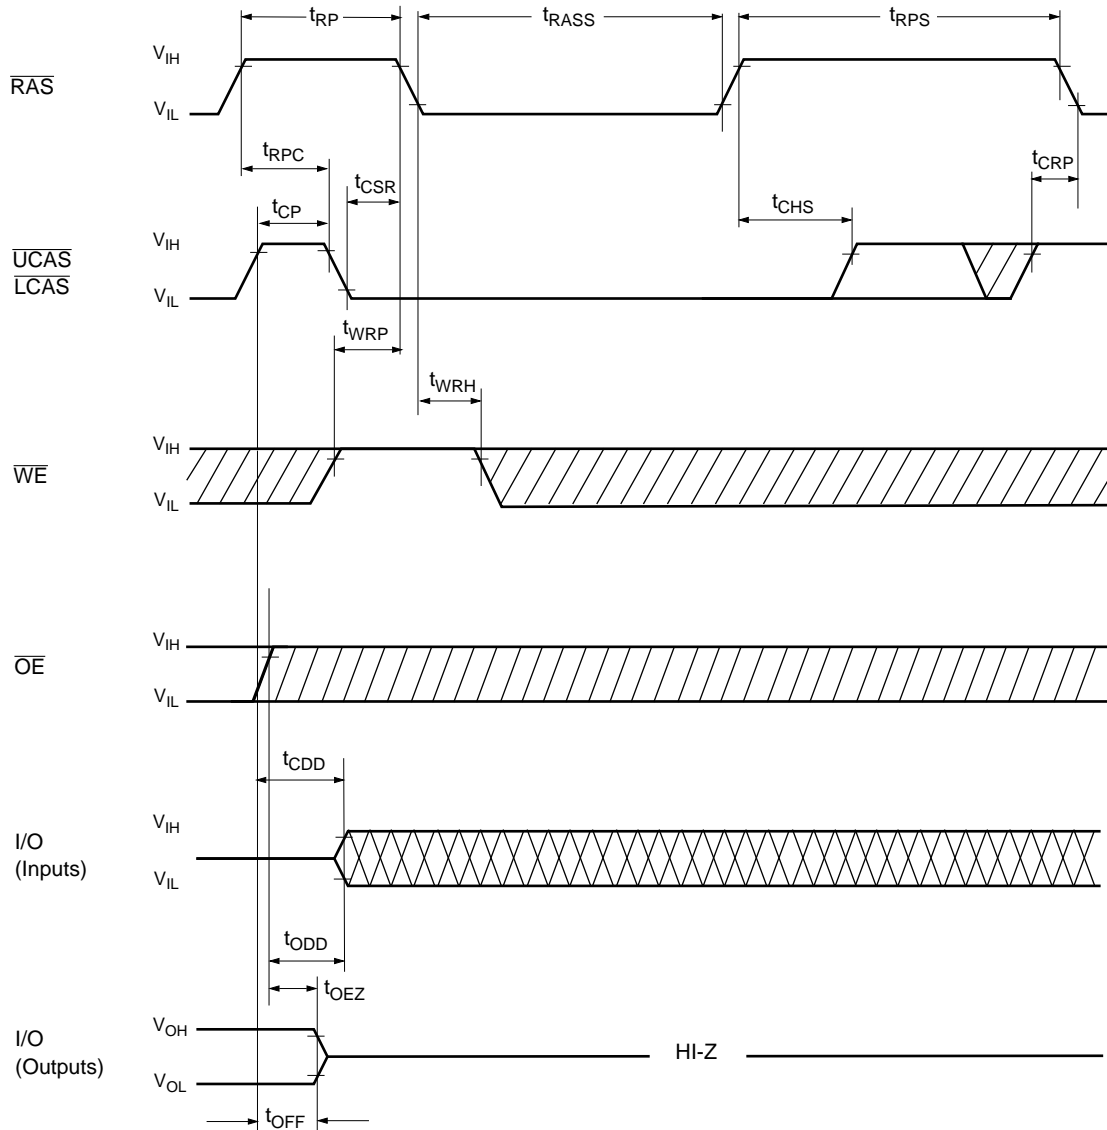 tRP
tRASS
tRPS
VIH
RAS
VIL
tRPC
tCSR
tCRP
tCP
tCHS
VIH
UCAS
LCAS
VIL
tWRP
tWRH
VIH
WE
VIL
VIH
OE
VIL
tCDD
VIH
I/O
(Inputs)
VIL
tODD
tOEZ
VOH
I/O
HI-Z
(Outputs)
VOL
tOFF